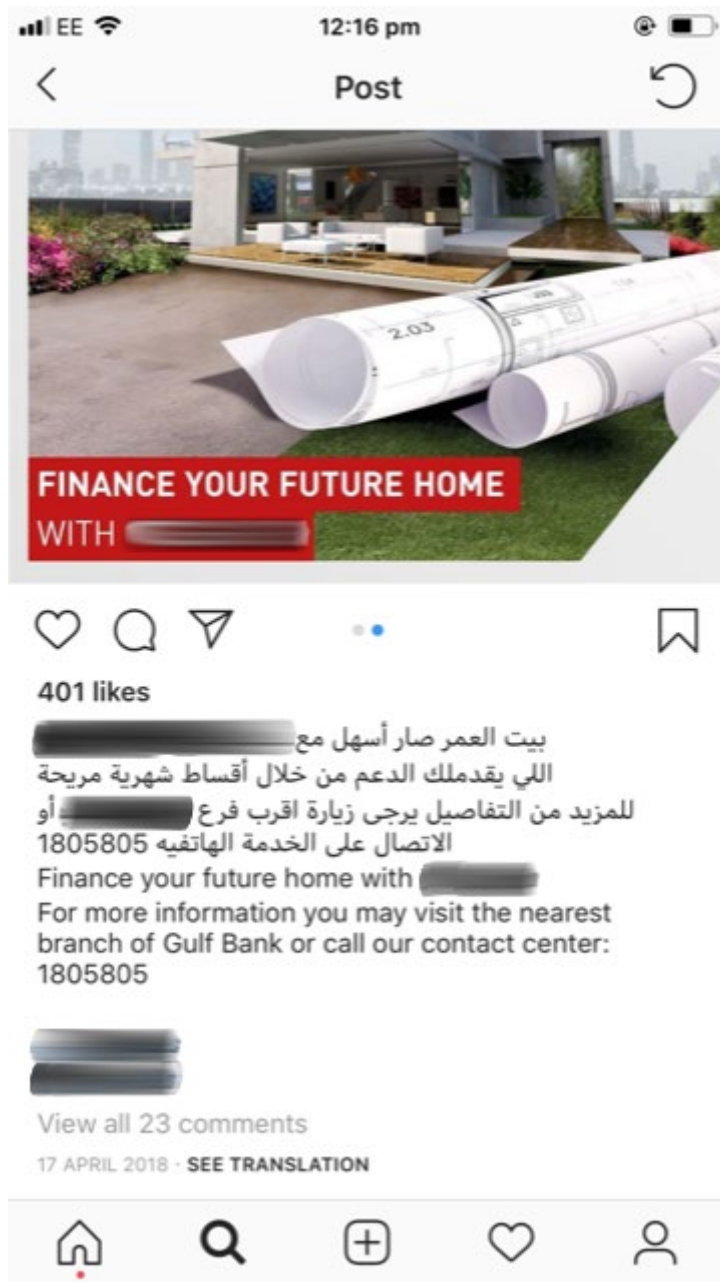 EE 12:16 pm
Post
2.03
FINANCE YOUR FUTURE HOME
WITH
401 likes
بيت العمر صار أسهل مع
اللي يقدملك الدعم من خلال أقساط شهرية مريحة
للمزيد من التفاصيل يرجى زيارة اقرب فرع أو
الاتصال على الخدمة الهاتفيه 1805805
Finance your future home with
For more information you may visit the nearest
branch of Gulf Bank or call our contact center:
1805805
View all 23 comments
17 APRIL 2018 · SEE TRANSLATION